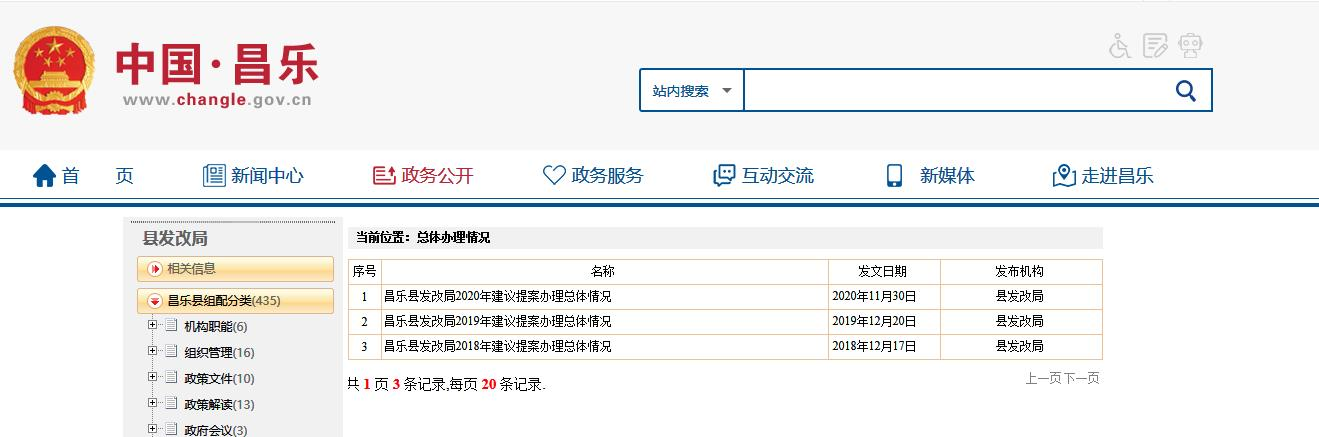 中国·昌乐
www.changle.gov.cn
站内搜索
首 页 新闻中心 政务公开 政务服务 互动交流 新媒体 走进昌乐
县发改局
相关信息
昌乐县组配分类(435)
机构职能(6)
组织管理(16)
政策文件(10)
政策解读(13)
政府会议(3)
当前位置：总体办理情况
序号 名称 发文日期 发布机构
1 昌乐县发改局2020年建议提案办理总体情况 2020年11月30日 县发改局
2 昌乐县发改局2019年建议提案办理总体情况 2019年12月20日 县发改局
3 昌乐县发改局2018年建议提案办理总体情况 2018年12月17日 县发改局
共 1 页 3 条记录,每页 20 条记录.
上一页下一页